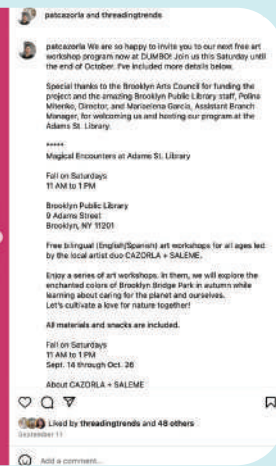 patcazorla and threadingtrends
patcazorla We are so happy to invite you to our next free art
workshop program now at DUMBO! Join us this Saturday until
the end of October. I've included more details below.
Special thanks to the Brooklyn Arts Council for funding the
project and the amazing Brooklyn Public Library staff, Polina
Director, and Marielena Garcia, Assistant Branch
Manager, for welcoming us and hosting our program at the
Adams St. Library.
*****
Magical Encounters at Adams St. Library
Fall on Saturdays
11 AM to 1 PM
Brooklyn Public Library
9 Adams Street
Brooklyn, NY 11201
Free bilingual (English/Spanish) art workshops for all ages led
by the local artist duo CAZORLA + SALEME.
Enjoy a series of art workshops. In them, we will explore the
enchanted colors of Brooklyn Bridge Park in autumn while
learning about caring for the planet and ourselves.
Let's cultivate a love for nature together!
All materials and snacks are included.
Fall on Saturdays
11 AM to 1 PM
Sept. 14 through Oct. 26
About CAZORLA + SALEME
Liked by threadingtrends and 48 others
September 11
Add a comment...